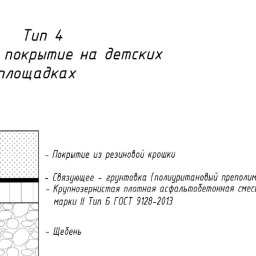 Тип 4
покрытие на детских
площадках
- Покрытие из резиновой крошки
- Связующее - грунтовка (полиуритановый преполим
- Крупнозернистая плотная асфальтобетонная смес
марки II Тип Б ГОСТ 9128-2013
- Щебень